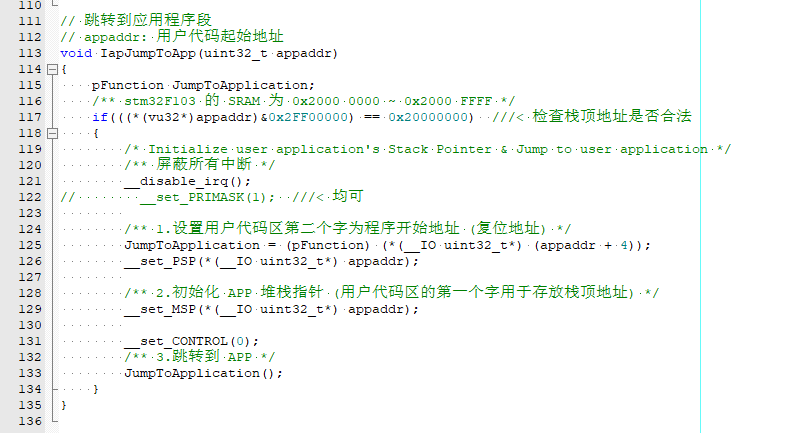 110
111 // 跳转到应用程序段
112 // appaddr: 用户代码起始地址
113 void IapJumpToApp(uint32_t appaddr)
114 {
115     pFunction JumpToApplication;
116     /** stm32F103 的 SRAM 为 0x2000 0000 ~ 0x2000 FFFF */
117     if(((*(vu32*)appaddr)&0x2FF00000) == 0x20000000)  ///< 检查栈顶地址是否合法
118     {
119         /* Initialize user application's Stack Pointer & Jump to user application */
120         /** 屏蔽所有中断 */
121         __disable_irq();
122 //        __set_PRIMASK(1);  ///< 均可
123
124         /** 1.设置用户代码区第二个字为程序开始地址 (复位地址) */
125         JumpToApplication = (pFunction) (*(__IO uint32_t*) (appaddr + 4));
126         __set_PSP(*(__IO uint32_t*) appaddr);
127
128         /** 2.初始化 APP 堆栈指针 (用户代码区的第一个字用于存放栈顶地址) */
129         __set_MSP(*(__IO uint32_t*) appaddr);
130
131         __set_CONTROL(0);
132         /** 3.跳转到 APP */
133         JumpToApplication();
134     }
135 }
136